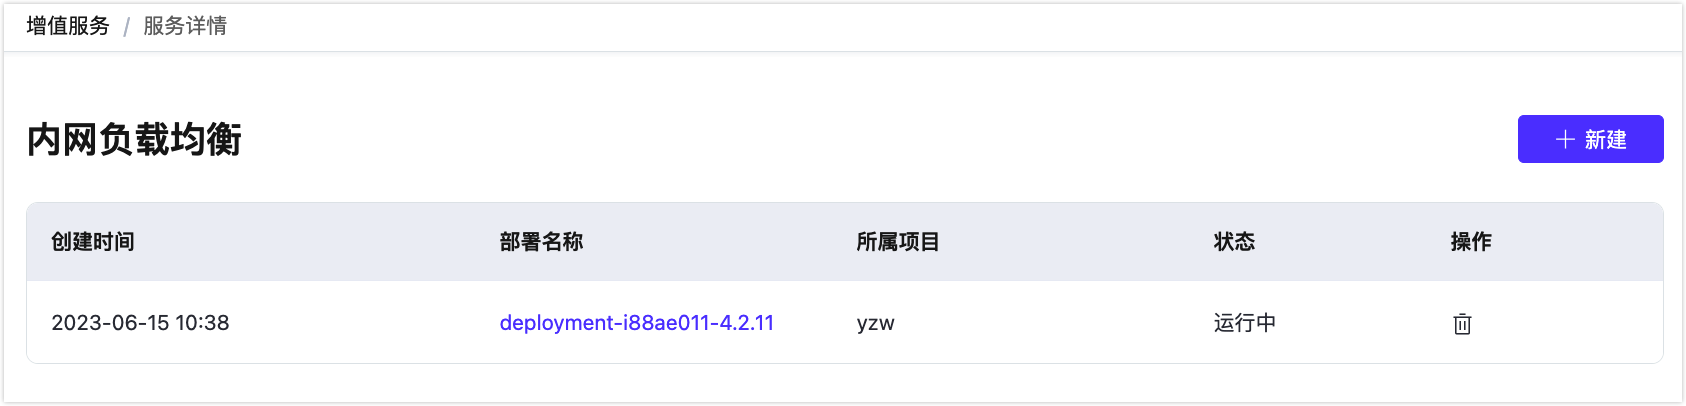 增值服务 / 服务详情
内网负载均衡
新建
创建时间 部署名称 所属项目 状态 操作
2023-06-15 10:38 deployment-i88ae011-4.2.11 yzw 运行中